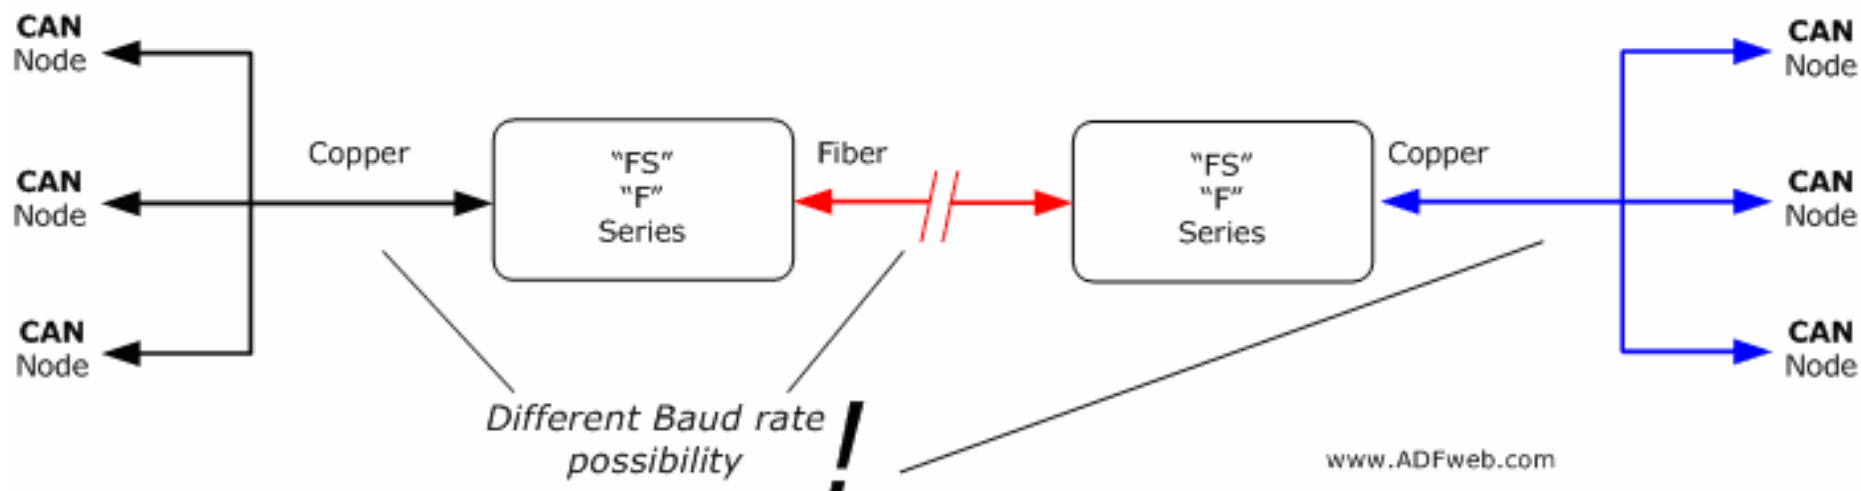 CAN
Node
CAN
Node
CAN
Node
Copper
“FS”
“F”
Series
Fiber
“FS”
“F”
Series
Copper
CAN
Node
CAN
Node
CAN
Node
Different Baud rate
possibility !
www.ADFweb.com